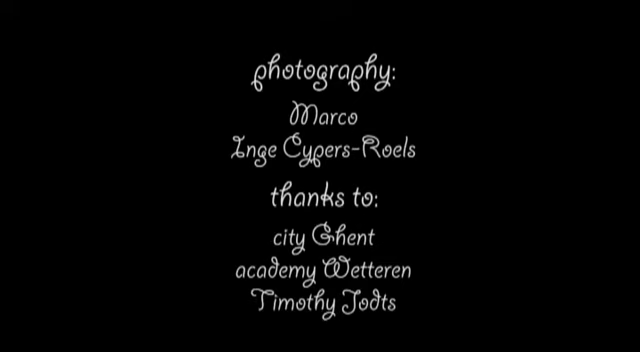 photography:
Marco
Inge Cypers-Roels
thanks to:
city Ghent
academy Wetteren
Timothy Jodts